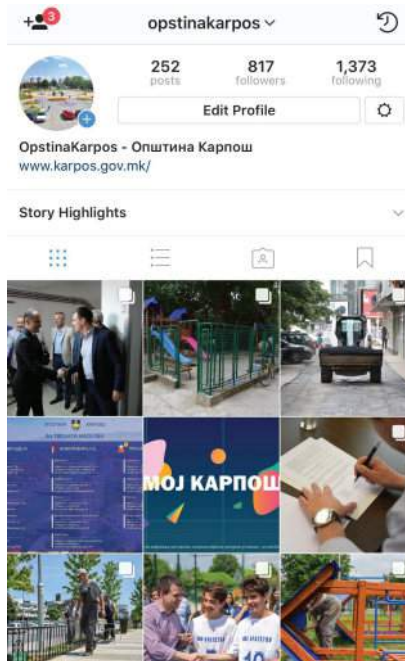 3
opstinakarpos
252 817 1,373
posts followers following
Edit Profile
OpstinaKarpos - Општина Карпош
www.karpos.gov.mk/
Story Highlights
МОЈ КАРПОШ